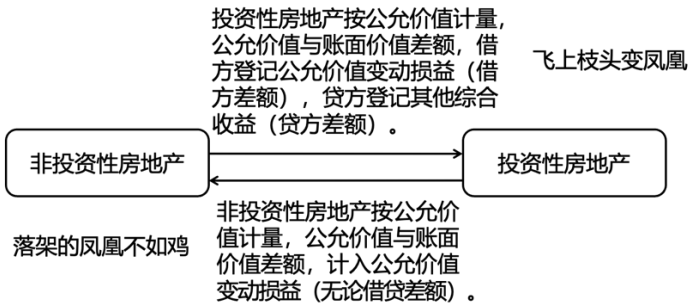 投资性房地产按公允价值计量，
公允价值与账面价值差额，借
方登记公允价值变动损益（借
方差额），贷方登记其他综合
收益（贷方差额）。
飞上枝头变凤凰
非投资性房地产
投资性房地产
落架的凤凰不如鸡
非投资性房地产按公允价
值计量，公允价值与账面
价值差额，计入公允价值
变动损益（无论借贷差额）。